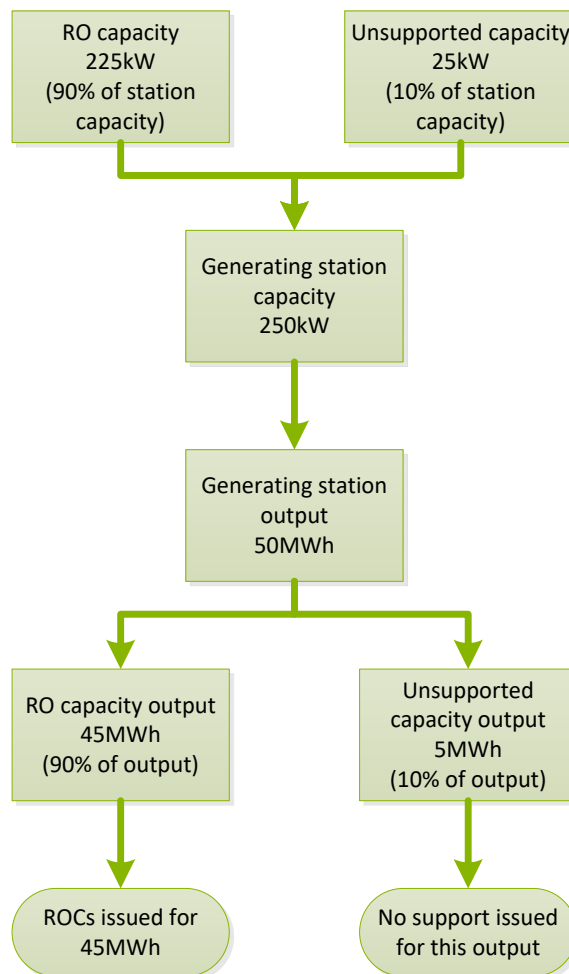 RO capacity
225kW
(90% of station
capacity)
Unsupported capacity
25kW
(10% of station
capacity)
Generating station
capacity
250kW
Generating station
output
50MWh
RO capacity output
45MWh
(90% of output)
Unsupported
capacity output
5MWh
(10% of output)
ROCs issued for
45MWh
No support issued
for this output